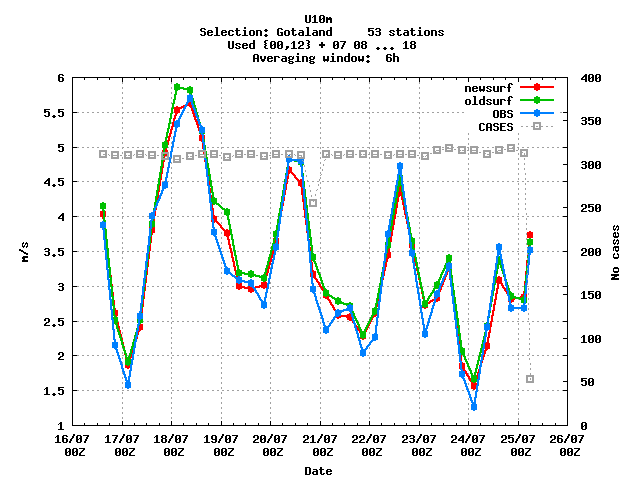 U10m
Selection: Gotaland     53 stations
Used {00,12} + 07 08 ... 18
Averaging window:  6h
newsurf
oldsurf
OBS
CASES
6
5.5
5
4.5
4
3.5
3
2.5
2
1.5
1
m/s
400
350
300
250
200
150
100
50
0
No cases
16/07 17/07 18/07 19/07 20/07 21/07 22/07 23/07 24/07 25/07 26/07
00Z 00Z 00Z 00Z 00Z 00Z 00Z 00Z 00Z 00Z 00Z
Date